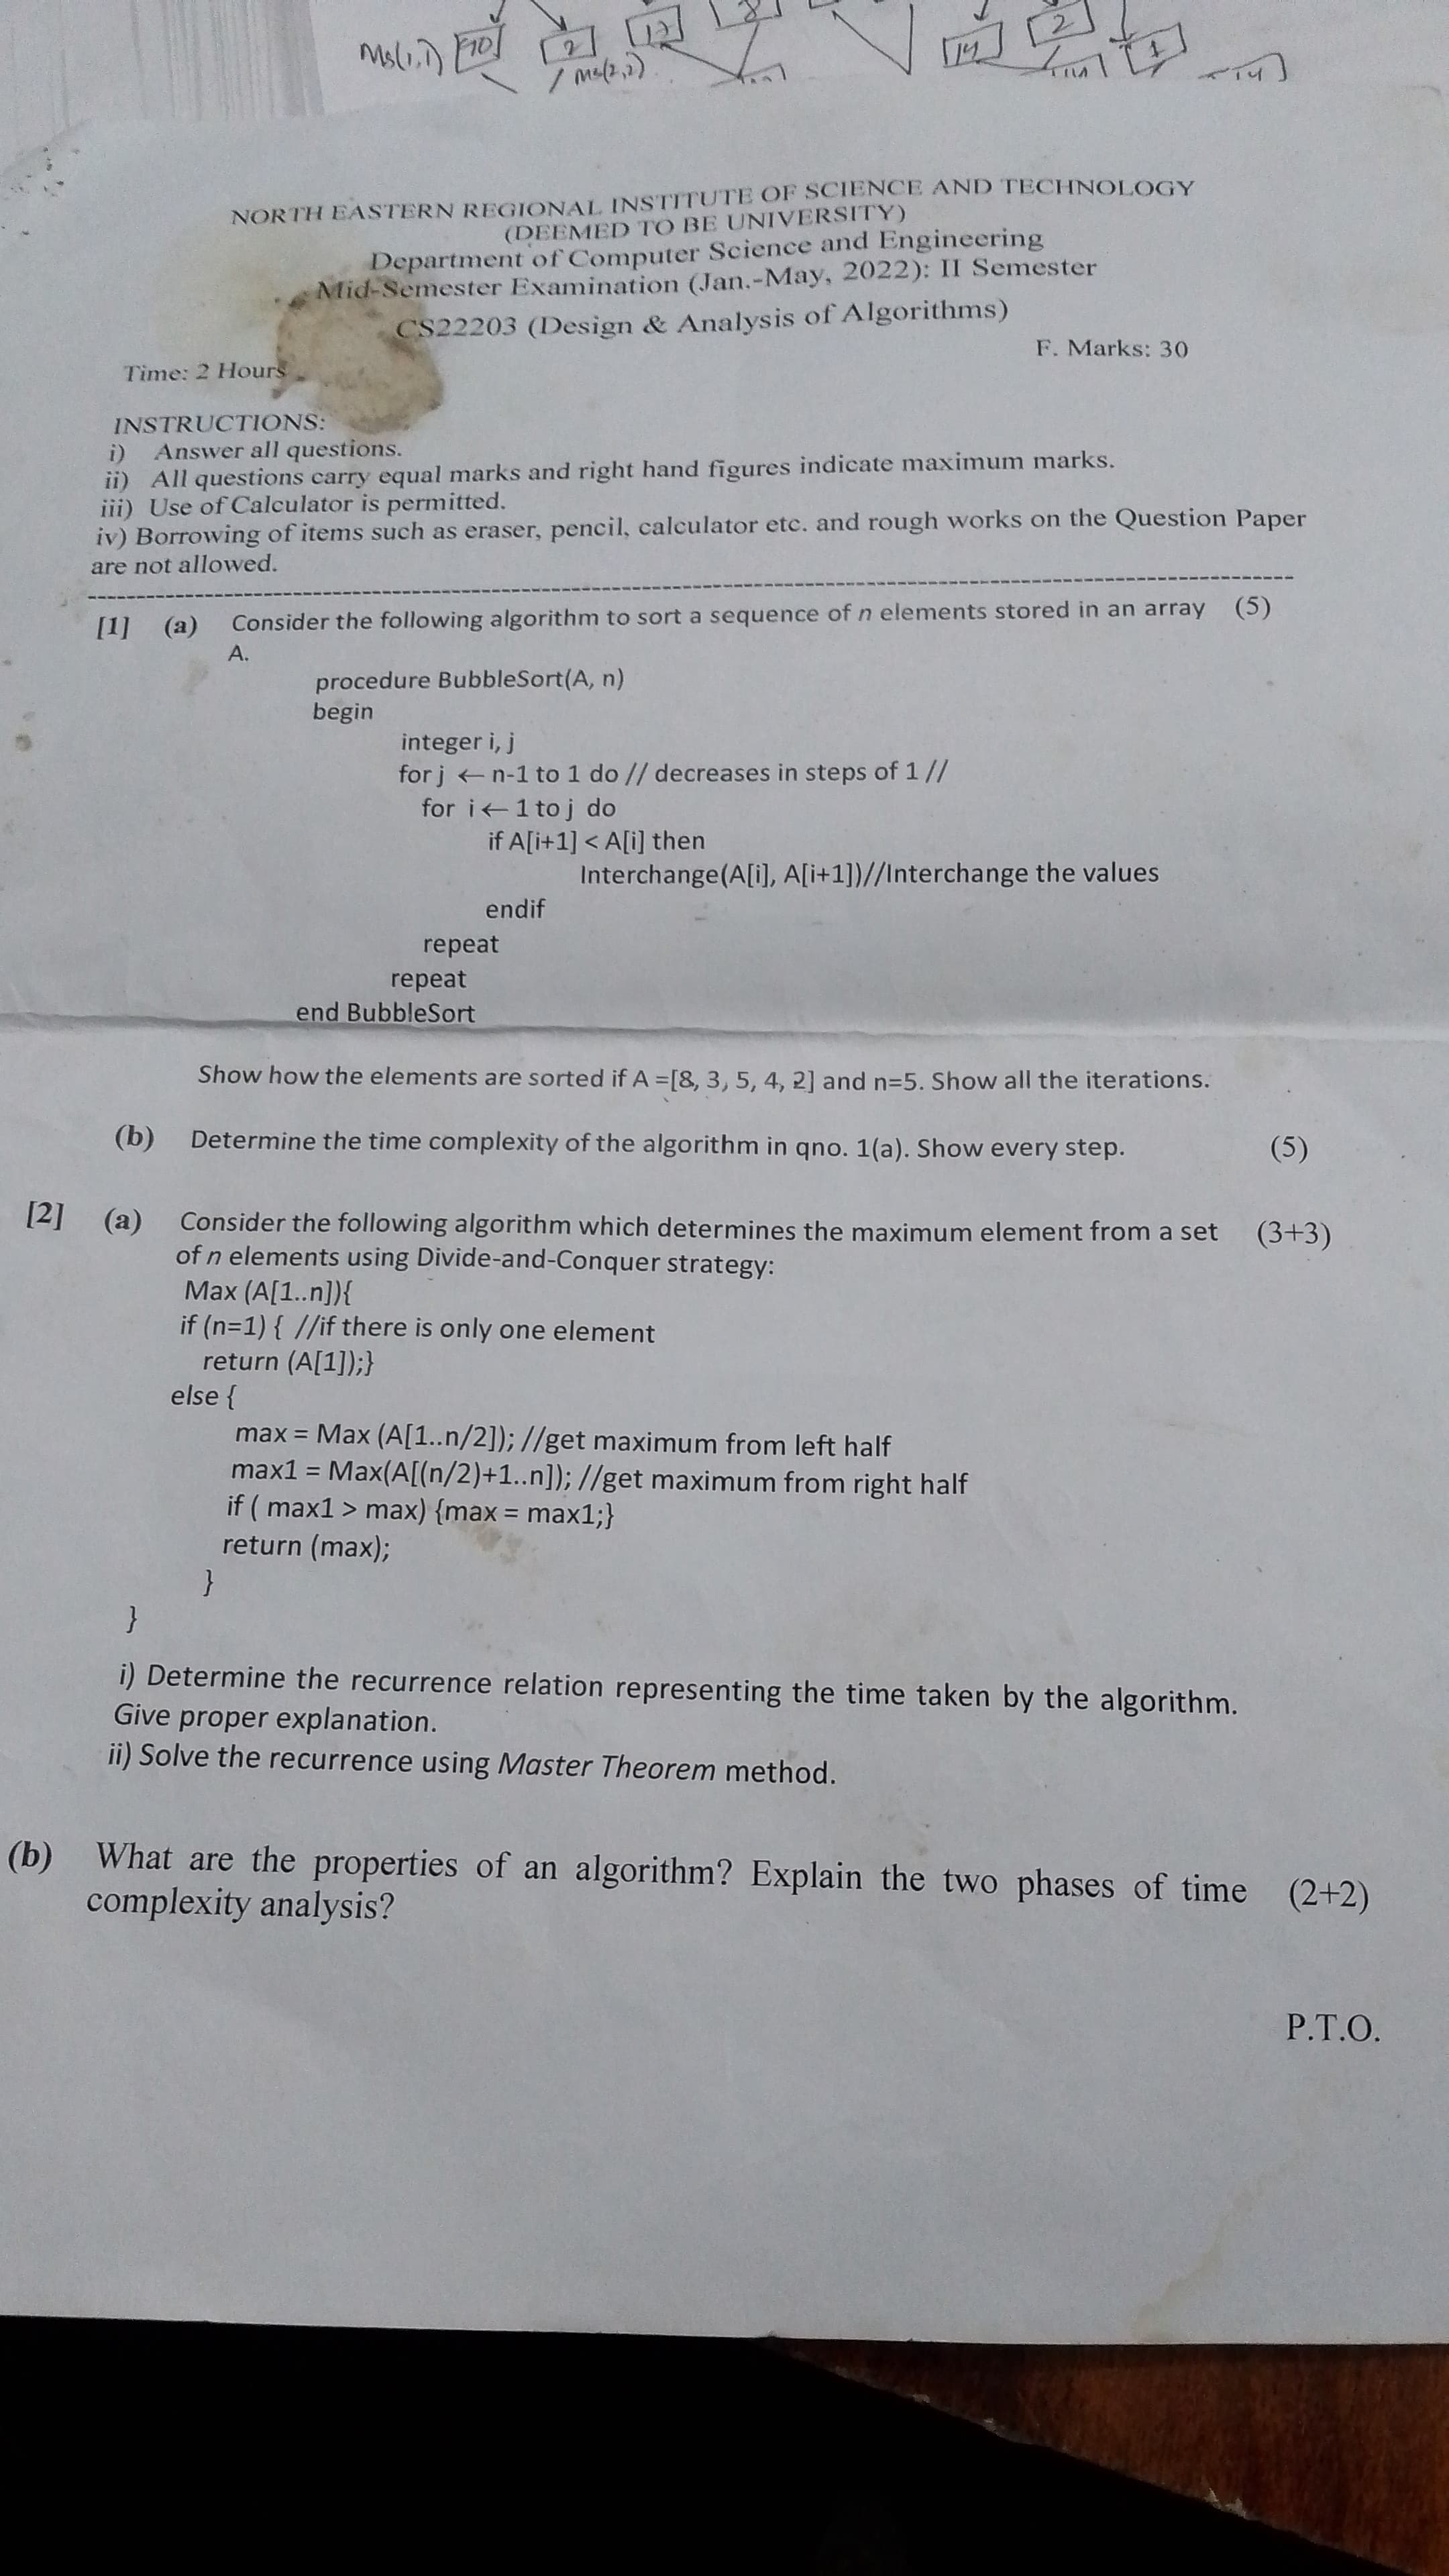 Ms(1,1) 10 2 17 8 14 2 1
Ms(2,2)
NORTH EASTERN REGIONAL INSTITUTE OF SCIENCE AND TECHNOLOGY
(DEEMED TO BE UNIVERSITY)
Department of Computer Science and Engineering
Mid-Semester Examination (Jan.-May, 2022): II Semester
CS22203 (Design & Analysis of Algorithms)
F. Marks: 30
Time: 2 Hours
INSTRUCTIONS:
i) Answer all questions.
ii) All questions carry equal marks and right hand figures indicate maximum marks.
iii) Use of Calculator is permitted.
iv) Borrowing of items such as eraser, pencil, calculator etc. and rough works on the Question Paper
are not allowed.
[1] (a) Consider the following algorithm to sort a sequence of n elements stored in an array (5)
A.
procedure BubbleSort(A, n)
begin
integer i, j
for j ← n-1 to 1 do // decreases in steps of 1 //
for i ← 1 to j do
if A[i+1] < A[i] then
Interchange(A[i], A[i+1])//Interchange the values
endif
repeat
repeat
end BubbleSort
Show how the elements are sorted if A =[8, 3, 5, 4, 2] and n=5. Show all the iterations.
(b) Determine the time complexity of the algorithm in qno. 1(a). Show every step. (5)
[2] (a) Consider the following algorithm which determines the maximum element from a set (3+3)
of n elements using Divide-and-Conquer strategy:
Max (A[1..n]){
if (n=1) { //if there is only one element
return (A[1]);}
else {
max = Max (A[1..n/2]); //get maximum from left half
max1 = Max(A[(n/2)+1..n]); //get maximum from right half
if ( max1 > max) {max = max1;}
return (max);
}
}
i) Determine the recurrence relation representing the time taken by the algorithm.
Give proper explanation.
ii) Solve the recurrence using Master Theorem method.
(b) What are the properties of an algorithm? Explain the two phases of time (2+2)
complexity analysis?
P.T.O.